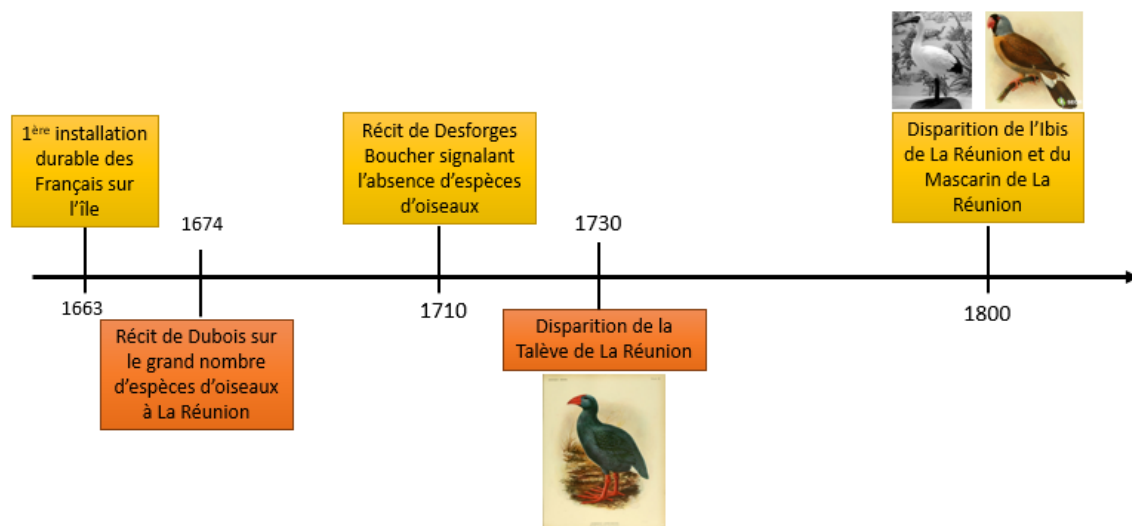 1ère installation
durable des
Français sur
l’île
1663
1674
Récit de Dubois sur
le grand nombre
d’espèces d’oiseaux
à La Réunion
Récit de Desforges
Boucher signalant
l’absence d’espèces
d’oiseaux
1710
1730
Disparition de la
Talève de La Réunion
Disparition de l’Ibis
de La Réunion et du
Mascarin de La
Réunion
1800